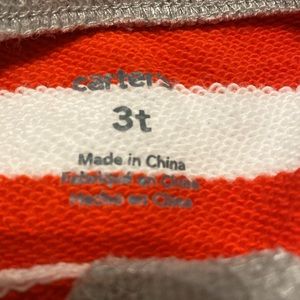 carter's
3t
Made in China
Fabriqué en Chine
Hecho en China